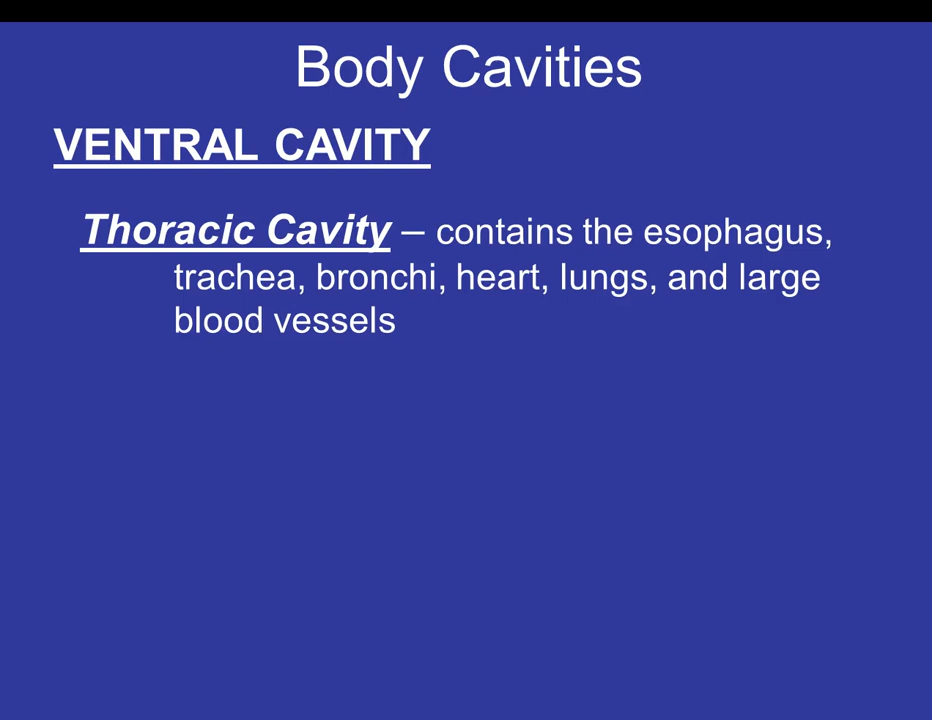 Body Cavities
VENTRAL CAVITY
Thoracic Cavity – contains the esophagus,
trachea, bronchi, heart, lungs, and large
blood vessels